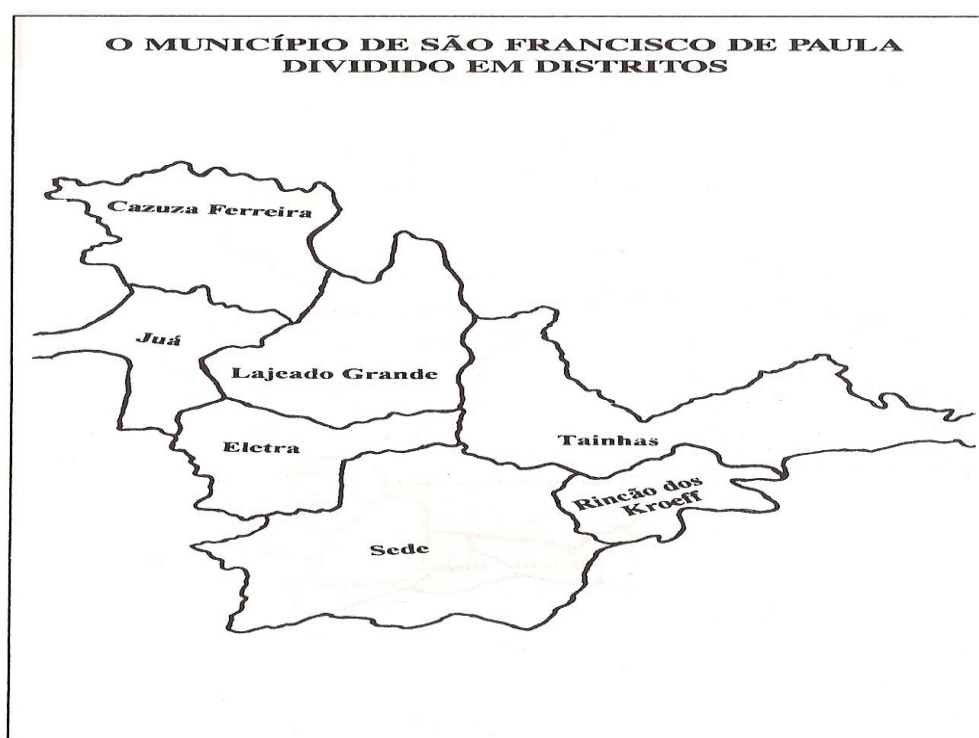 O MUNICÍPIO DE SÃO FRANCISCO DE PAULA
DIVIDIDO EM DISTRITOS
Cazuza Ferreira
Juá
Lajeado Grande
Eletra
Tainhas
Rincão dos
Kroeff
Sede